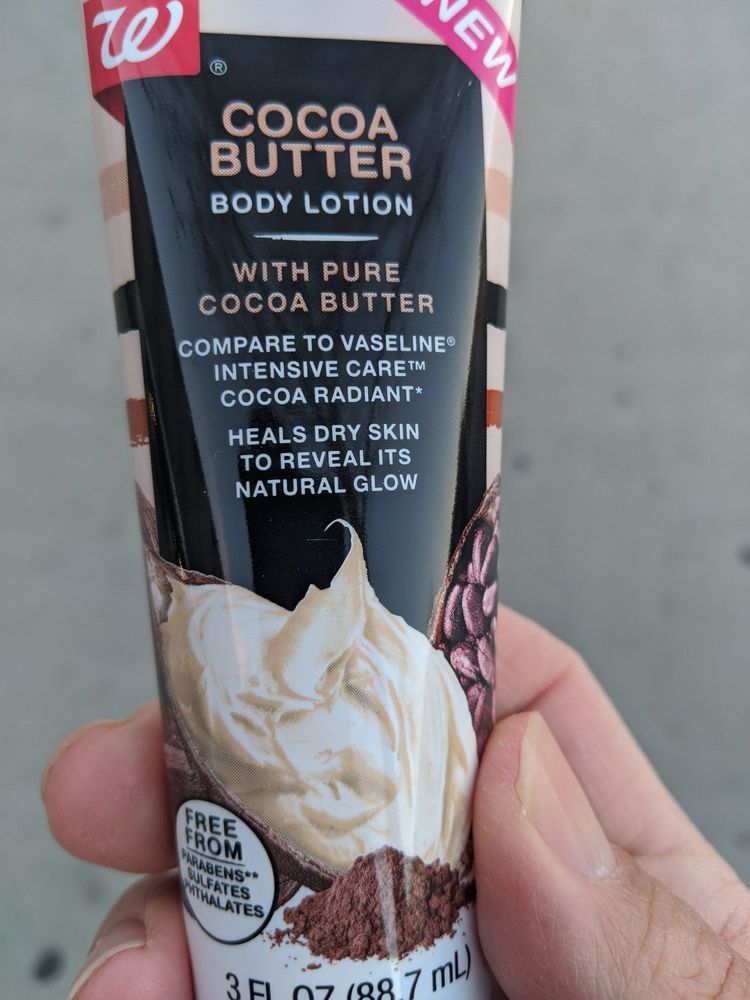 W
®
NEW
COCOA
BUTTER
BODY LOTION
WITH PURE
COCOA BUTTER
COMPARE TO VASELINE®
INTENSIVE CARE™
COCOA RADIANT*
HEALS DRY SKIN
TO REVEAL ITS
NATURAL GLOW
FREE
FROM
PARABENS**
SULFATES
PHTHALATES
3 FL OZ (88.7 mL)